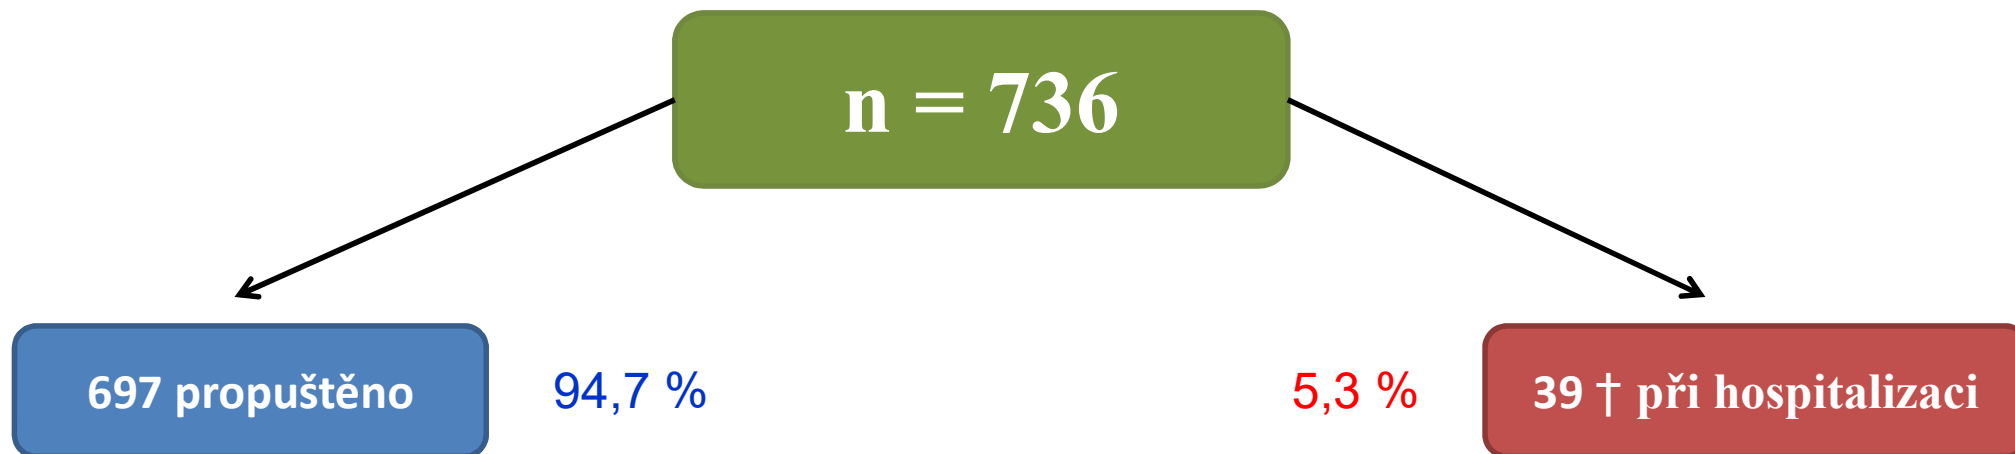 n = 736
697 propuštěno
94,7 %
5,3 %
39 † při hospitalizaci